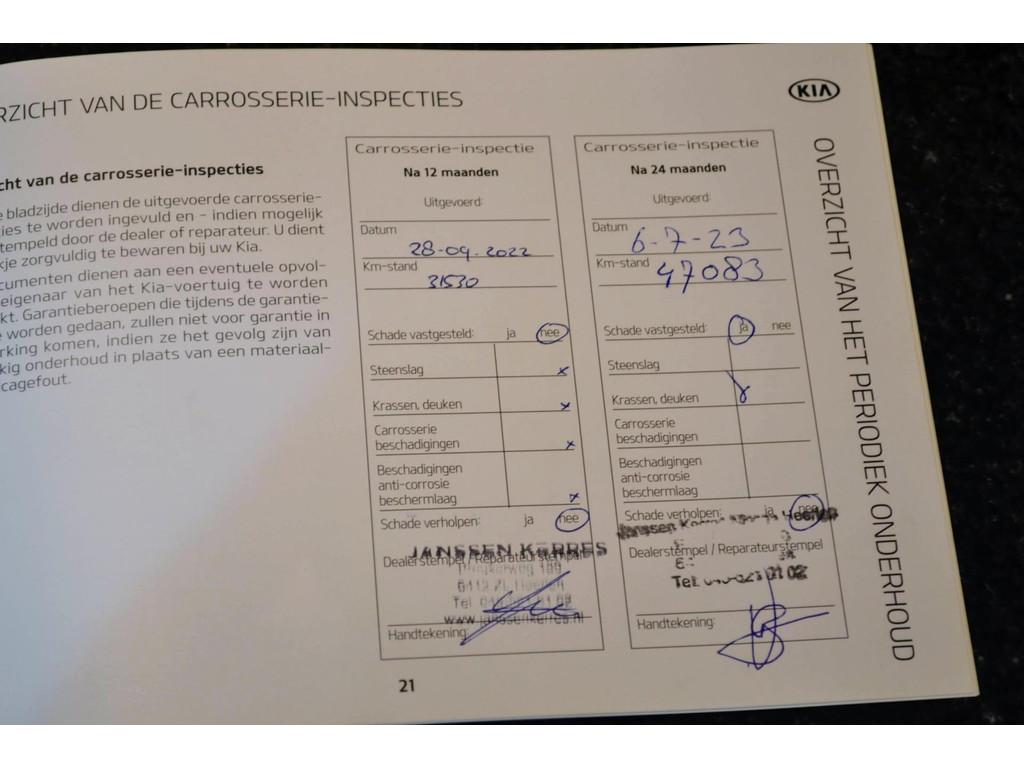 RZICHT VAN DE CARROSSERIE-INSPECTIES
cht van de carrosserie-inspecties
e bladzijde dienen de uitgevoerde carrosserie-
ies te worden ingevuld en - indien mogelijk
tempeld door de dealer of reparateur. U dient
kje zorgvuldig te bewaren bij uw Kia.
cumenten dienen aan een eventuele opvol-
eigenaar van het Kia-voertuig te worden
kt. Garantieberoepen die tijdens de garantie-
e worden gedaan, zullen niet voor garantie in
rking komen, indien ze het gevolg zijn van
kig onderhoud in plaats van een materiaal-
cagefout.
Carrosserie-inspectie
Na 12 maanden
Uitgevoerd:
Datum
28-09-2022
Km-stand
31530
Schade vastgesteld: ja nee
Steenslag x
Krassen, deuken x
Carrosserie
beschadigingen x
Beschadigingen
anti-corrosie
beschermlaag x
Schade verholpen: ja nee
JANSSEN KERRES
Dealerstempel / Reparateurstempel
Tel
www.janssenkerres.nl
Handtekening:
21
Carrosserie-inspectie
Na 24 maanden
Uitgevoerd:
Datum
6-7-23
Km-stand
47083
Schade vastgesteld: ja nee
Steenslag
Krassen, deuken
Carrosserie
beschadigingen
Beschadigingen
anti-corrosie
beschermlaag
Schade verholpen: ja nee
Janssen Heerlen
Dealerstempel / Reparateurstempel
Tel:
Handtekening:
KIA
OVERZICHT VAN HET PERIODIEK ONDERHOUD